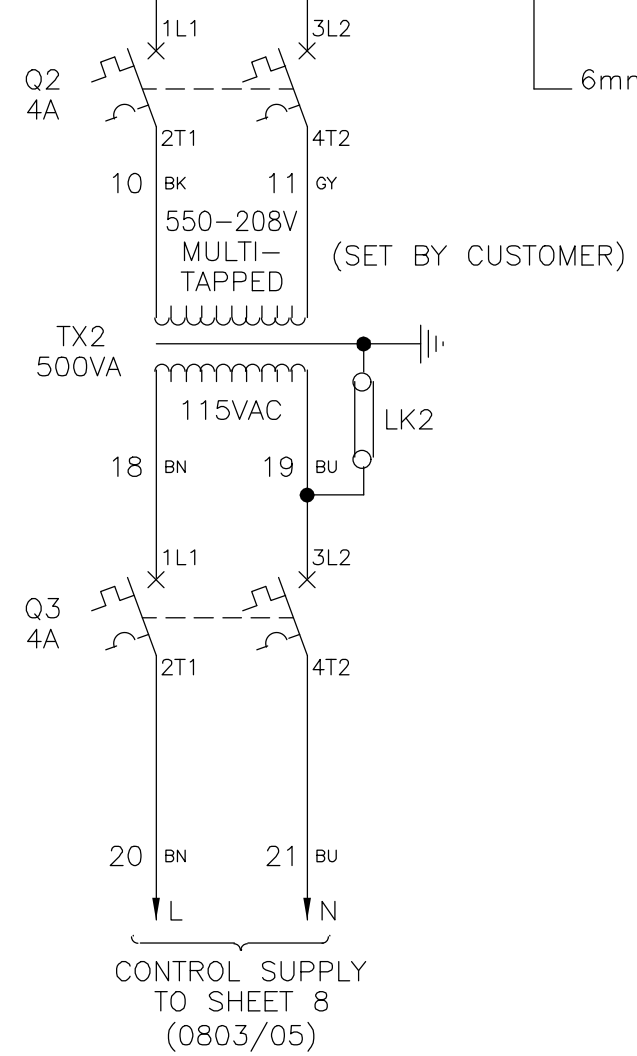 1L1
3L2
Q2
4A
6mm
2T1
4T2
10 BK
11 GY
550-208V
MULTI-
TAPPED
(SET BY CUSTOMER)
TX2
500VA
115VAC
LK2
18 BN
19 BU
1L1
3L2
Q3
4A
2T1
4T2
20 BN
21 BU
L
N
CONTROL SUPPLY
TO SHEET 8
(0803/05)